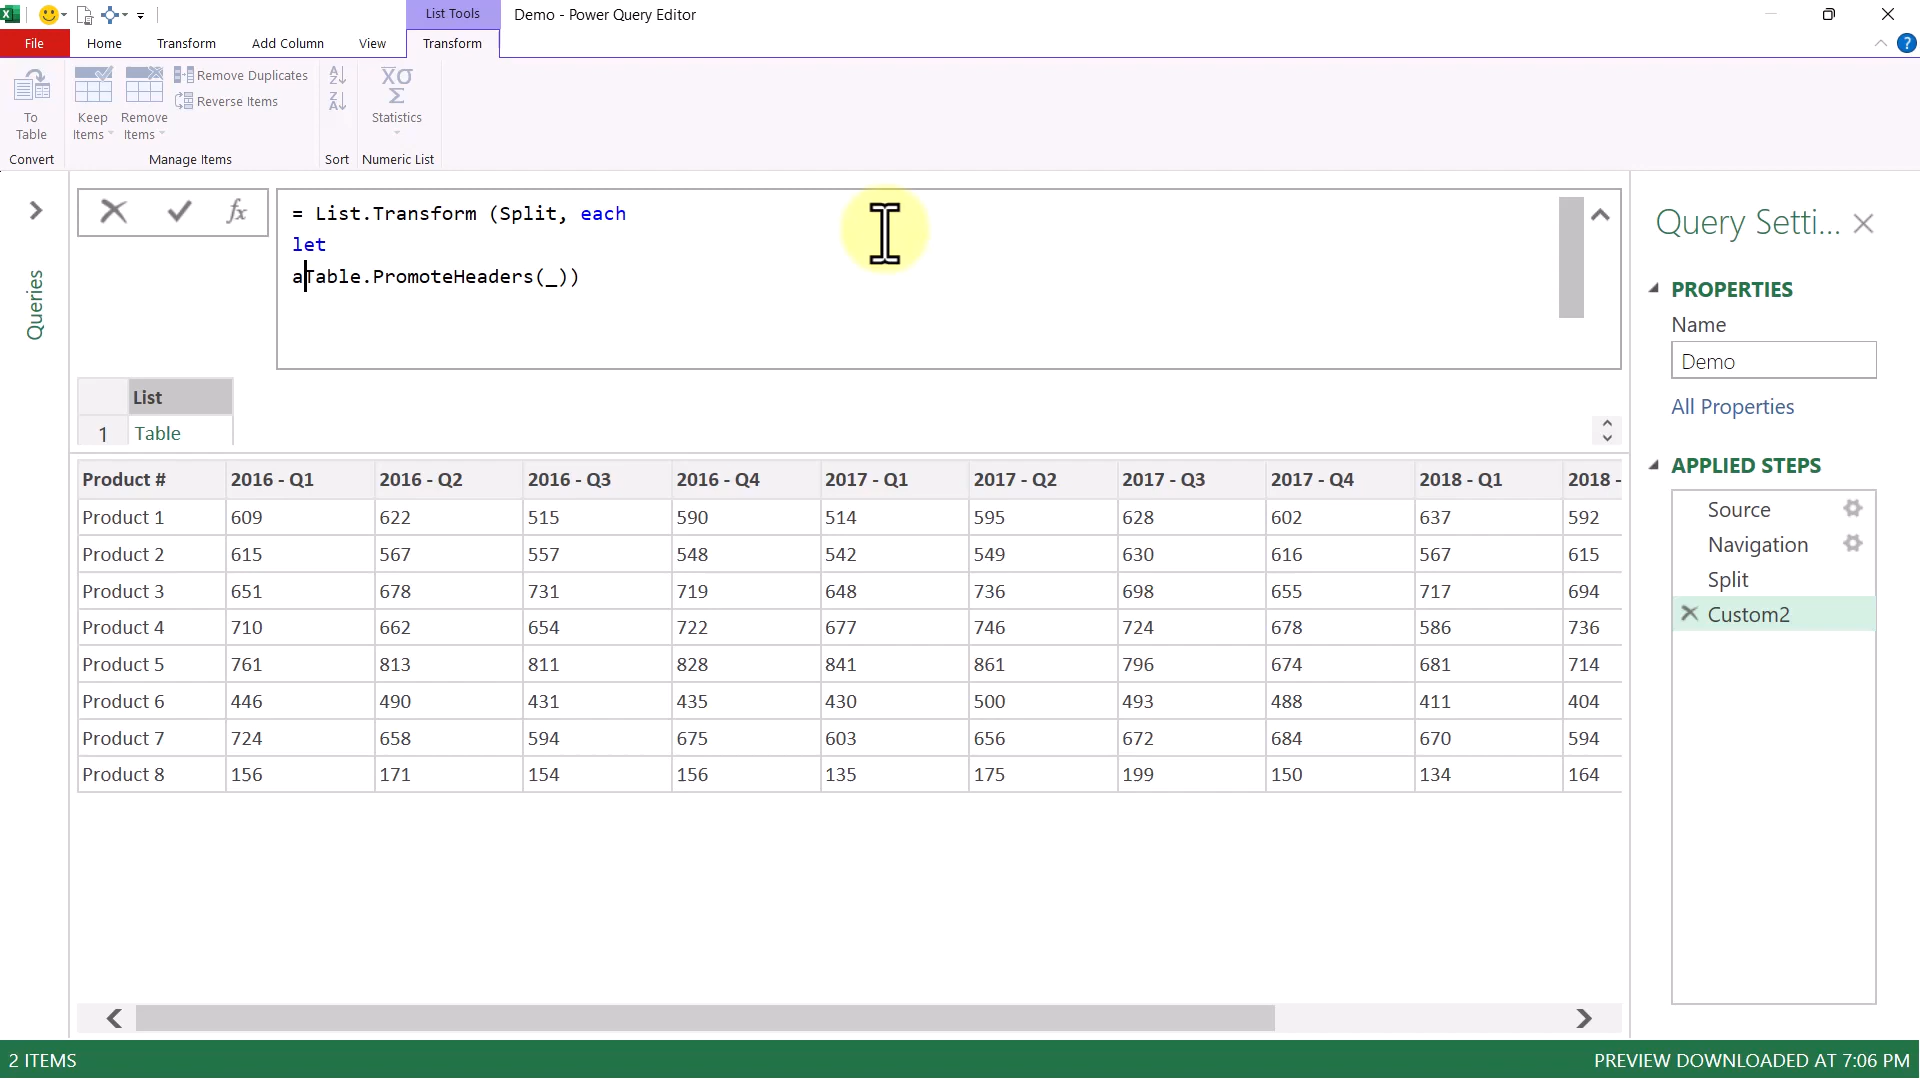 List Tools
Demo - Power Query Editor
File
Home
Transform
Add Column
View
Transform
To
Table
Keep
Items
Remove
Items
Remove Duplicates
Reverse Items
Statistics
Convert
Manage Items
Sort
Numeric List
Queries
= List.Transform (Split, each
let
aTable.PromoteHeaders(_))
List
1 Table
Product # 2016 - Q1 2016 - Q2 2016 - Q3 2016 - Q4 2017 - Q1 2017 - Q2 2017 - Q3 2017 - Q4 2018 - Q1 2018 -
Product 1 609 622 515 590 514 595 628 602 637 592
Product 2 615 567 557 548 542 549 630 616 567 615
Product 3 651 678 731 719 648 736 698 655 717 694
Product 4 710 662 654 722 677 746 724 678 586 736
Product 5 761 813 811 828 841 861 796 674 681 714
Product 6 446 490 431 435 430 500 493 488 411 404
Product 7 724 658 594 675 603 656 672 684 670 594
Product 8 156 171 154 156 135 175 199 150 134 164
Query Setti...
PROPERTIES
Name
Demo
All Properties
APPLIED STEPS
Source
Navigation
Split
Custom2
2 ITEMS
PREVIEW DOWNLOADED AT 7:06 PM